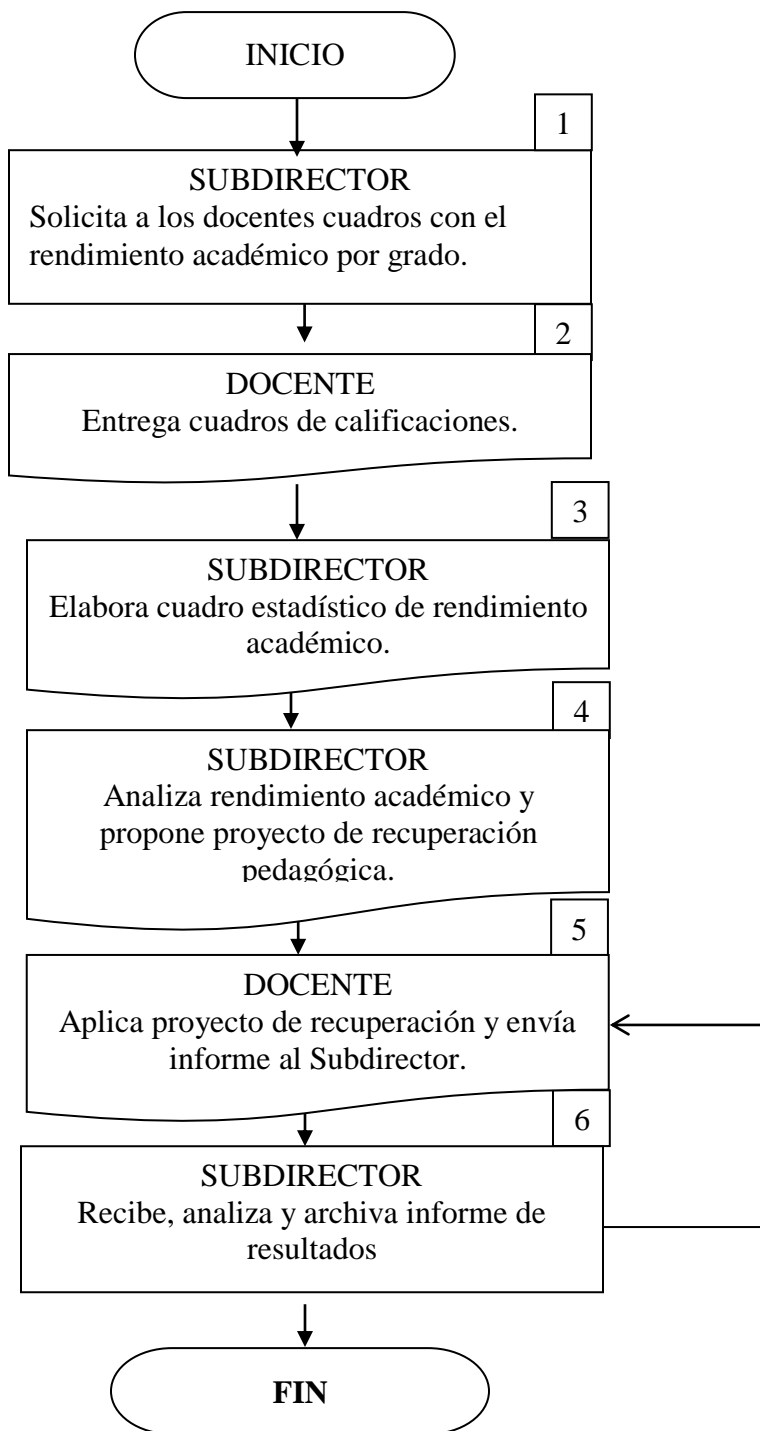 INICIO
1
SUBDIRECTOR
Solicita a los docentes cuadros con el
rendimiento académico por grado.
2
DOCENTE
Entrega cuadros de calificaciones.
3
SUBDIRECTOR
Elabora cuadro estadístico de rendimiento
académico.
4
SUBDIRECTOR
Analiza rendimiento académico y
propone proyecto de recuperación
pedagógica.
5
DOCENTE
Aplica proyecto de recuperación y envía
informe al Subdirector.
6
SUBDIRECTOR
Recibe, analiza y archiva informe de
resultados
FIN